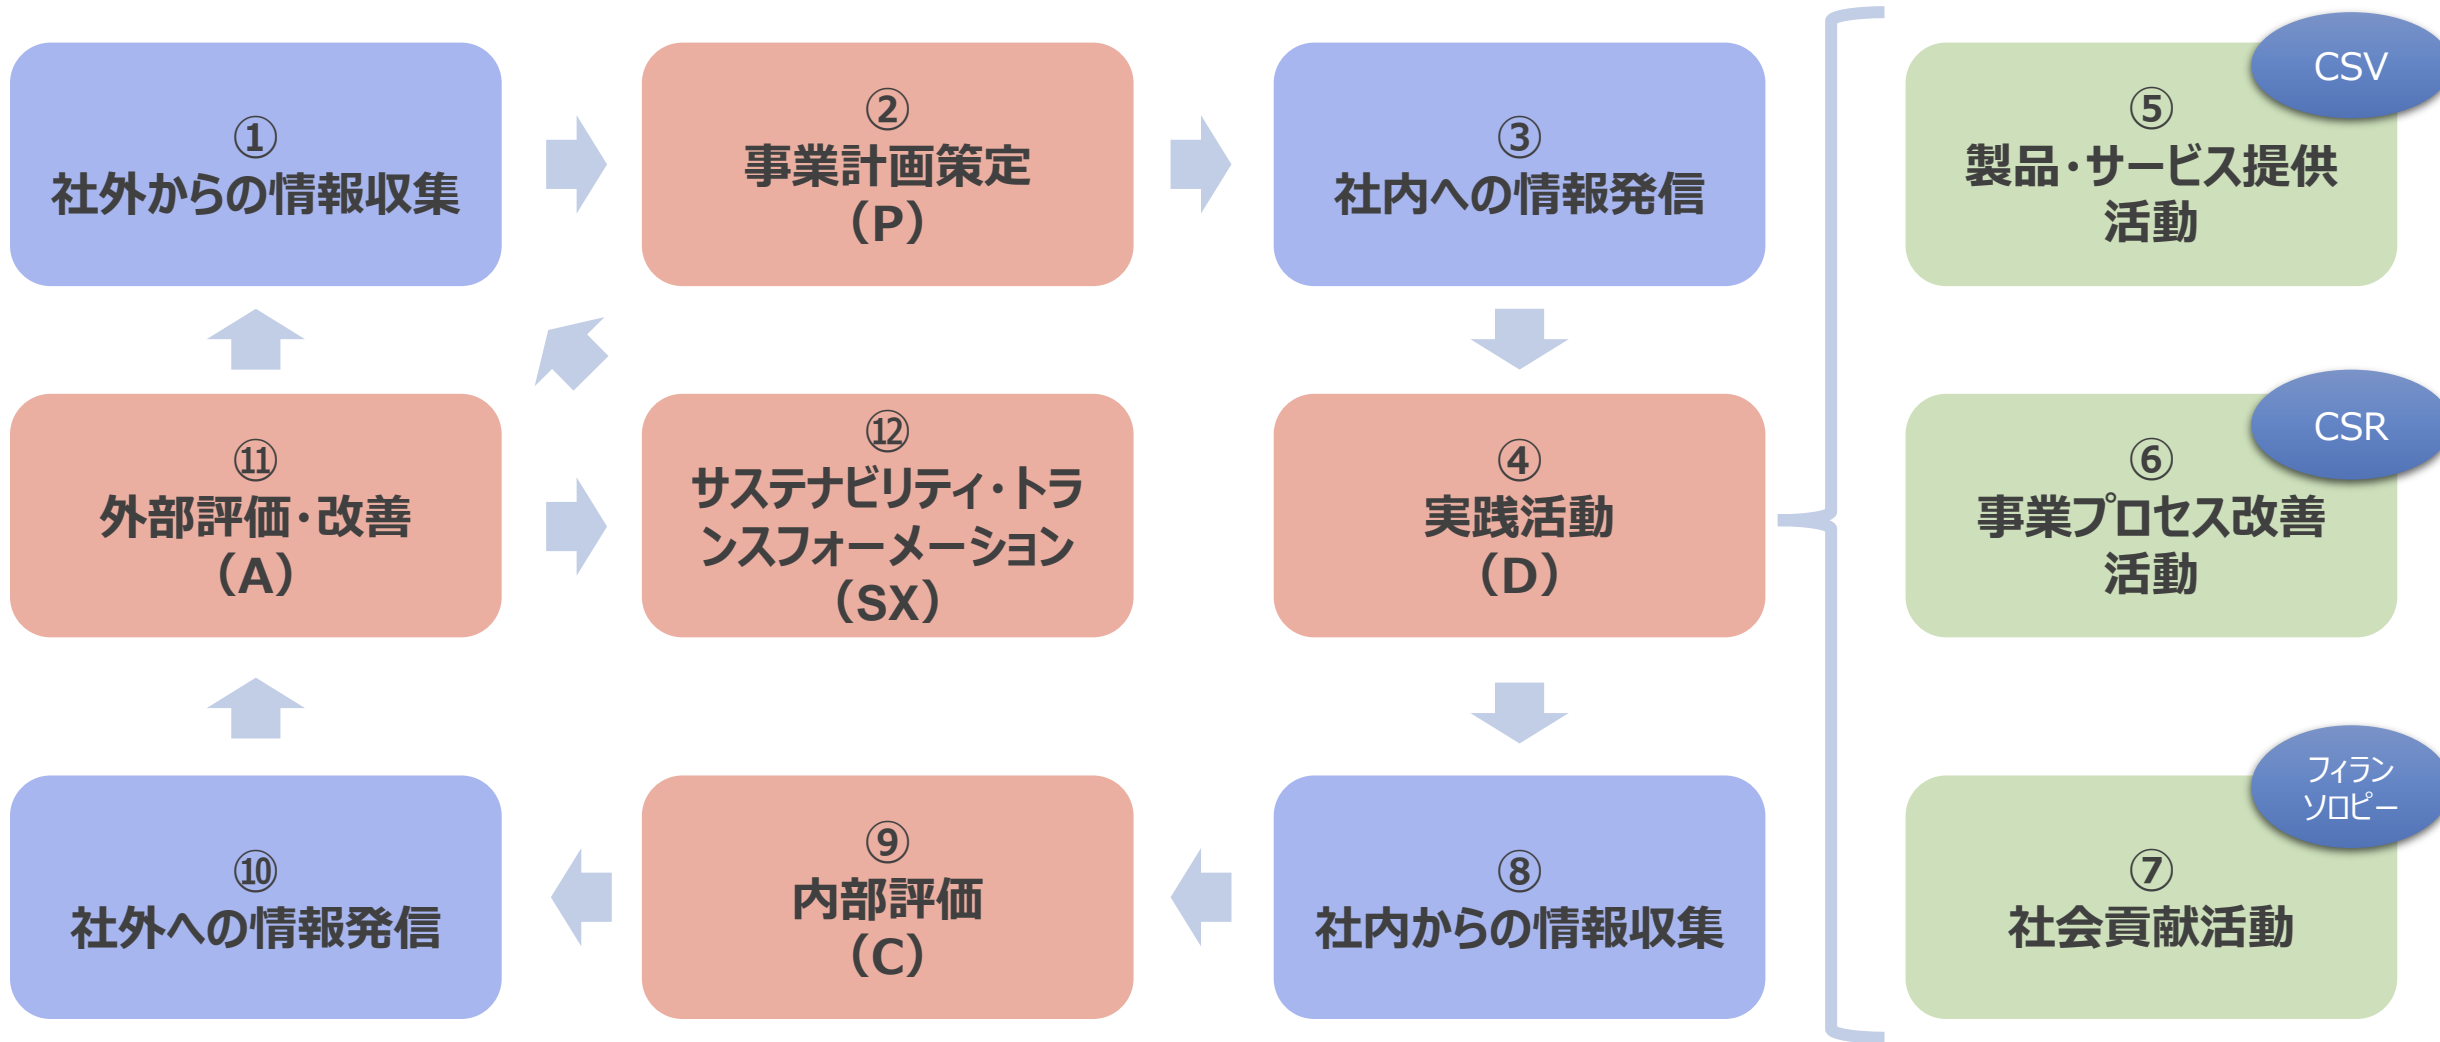 ①
社外からの情報収集
②
事業計画策定
（P）
③
社内への情報発信
CSV
⑤
製品・サービス提供
活動
⑪
外部評価・改善
（A）
⑫
サステナビリティ・トラ
ンスフォーメーション
（SX）
④
実践活動
（D）
CSR
⑥
事業プロセス改善
活動
⑩
社外への情報発信
⑨
内部評価
（C）
⑧
社内からの情報収集
フィラン
ソロピー
⑦
社会貢献活動